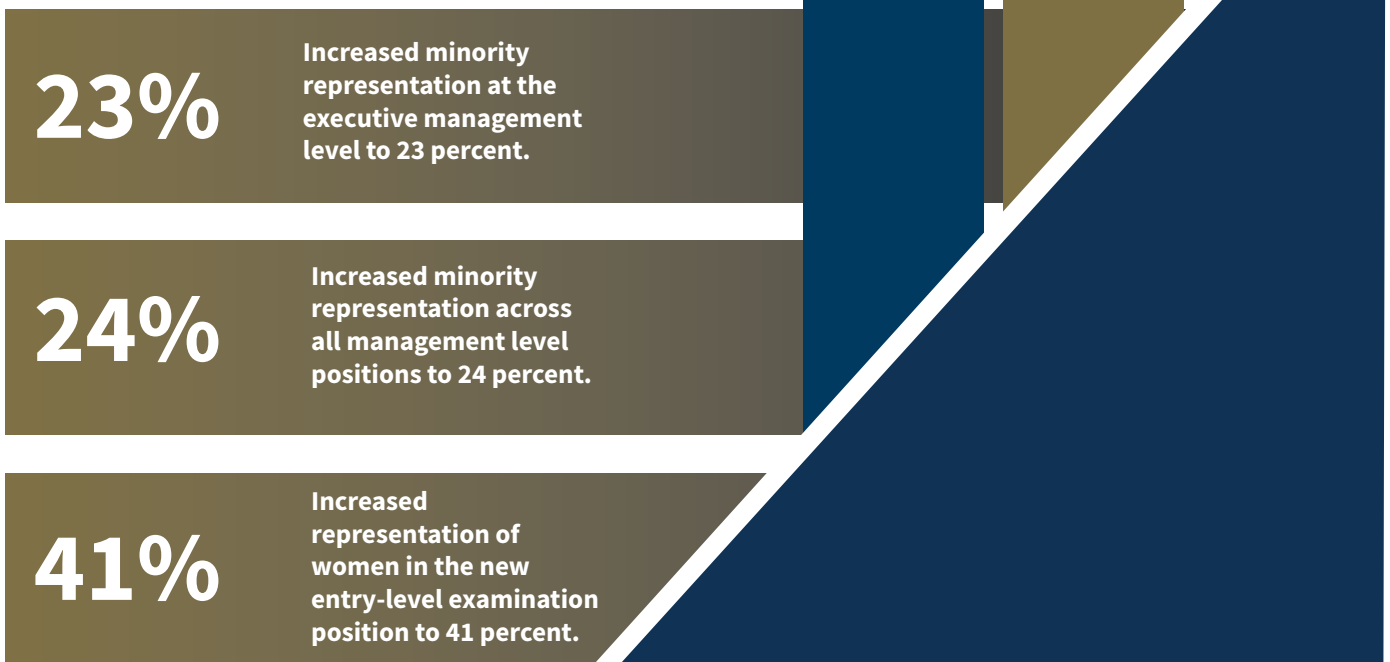 23%
Increased minority
representation at the
executive management
level to 23 percent.
24%
Increased minority
representation across
all management level
positions to 24 percent.
41%
Increased
representation of
women in the new
entry-level examination
position to 41 percent.